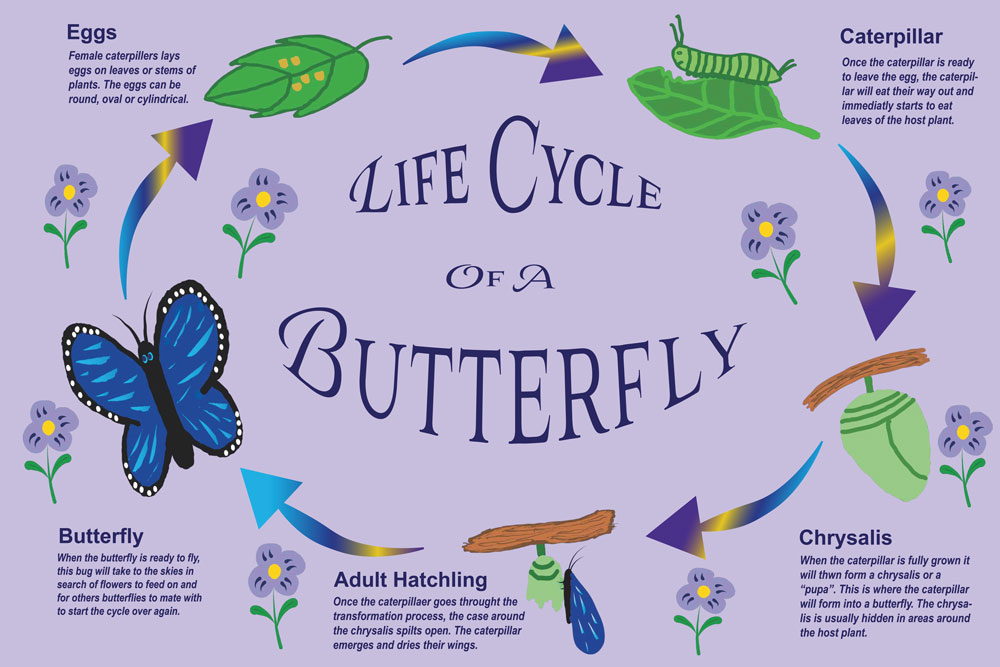 Life Cycle
Of A
Butterfly
Eggs
Female caterpillers lays
eggs on leaves or stems of
plants. The eggs can be
round, oval or cylindrical.
Caterpillar
Once the caterpillar is ready
to leave the egg, the caterpil-
lar will eat their way out and
immediatly starts to eat
leaves of the host plant.
Chrysalis
When the caterpillar is fully grown it
will thwn form a chrysalis or a
“pupa”. This is where the caterpillar
will form into a butterfly. The chrysa-
lis is usually hidden in areas around
the host plant.
Adult Hatchling
Once the caterpillaer goes throught the
transformation process, the case around
the chrysalis spilts open. The caterpillar
emerges and dries their wings.
Butterfly
When the butterfly is ready to fly,
this bug will take to the skies in
search of flowers to feed on and
for others butterflies to mate with
to start the cycle over again.